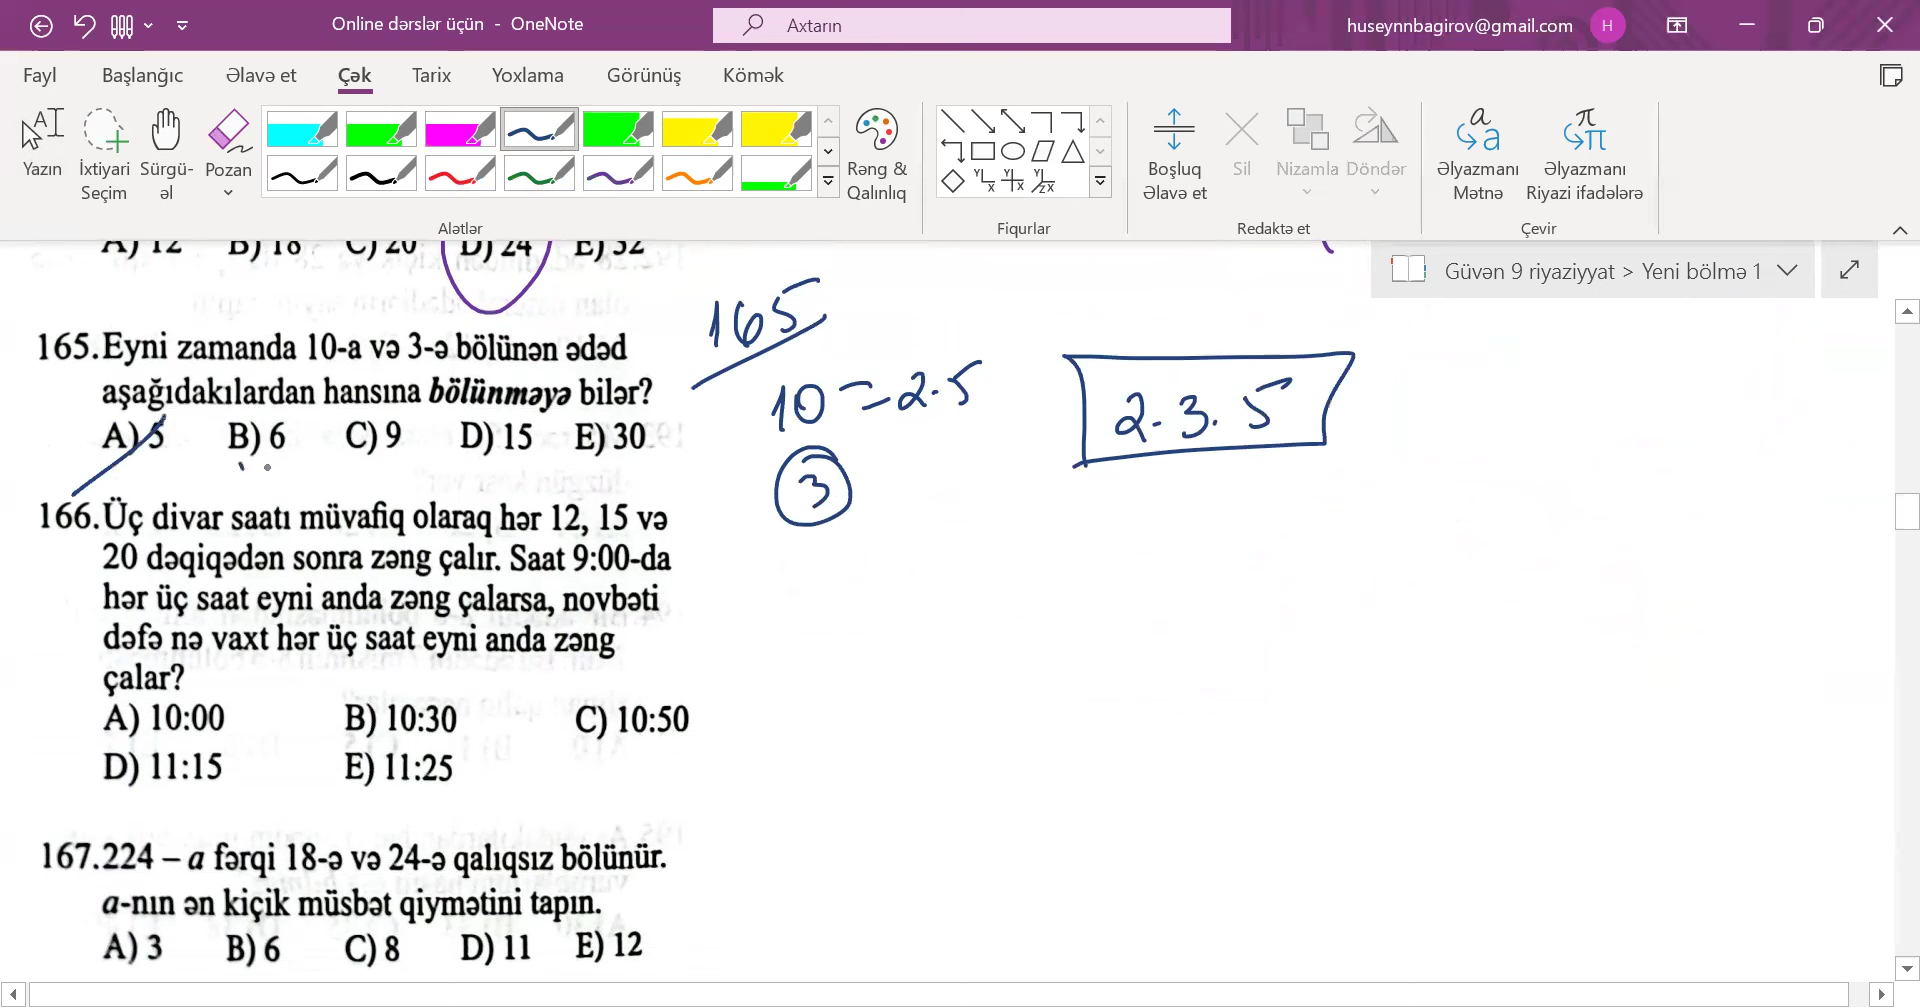 Online dərslər üçün - OneNote
Axtarın
huseynnbagirov@gmail.com
H
Fayl Başlanğıc Əlavə et Çək Tarix Yoxlama Görünüş Kömək
Yazın
İxtiyari Seçim
Sürgü-əl
Pozan
Rəng & Qalınlıq
Boşluq Əlavə et
Sil
Nizamla
Döndər
Əlyazmanı Mətnə
Əlyazmanı Riyazi ifadələrə
Alətlər
Fiqurlar
Redaktə et
Çevir
Güvən 9 riyaziyyat > Yeni bölmə 1
A) 12 B) 18 C) 20 D) 24 E) 32
165. Eyni zamanda 10-a və 3-ə bölünən ədəd
aşağıdakılardan hansına bölünməyə bilər?
A) 5 B) 6 C) 9 D) 15 E) 30
165
10 = 2·5
3
2·3·5
166. Üç divar saatı müvafiq olaraq hər 12, 15 və
20 dəqiqədən sonra zəng çalır. Saat 9:00-da
hər üç saat eyni anda zəng çalarsa, novbəti
dəfə nə vaxt hər üç saat eyni anda zəng
çalar?
A) 10:00 B) 10:30 C) 10:50
D) 11:15 E) 11:25
167. 224 – a fərqi 18-ə və 24-ə qalıqsız bölünür.
a-nın ən kiçik müsbət qiymətini tapın.
A) 3 B) 6 C) 8 D) 11 E) 12